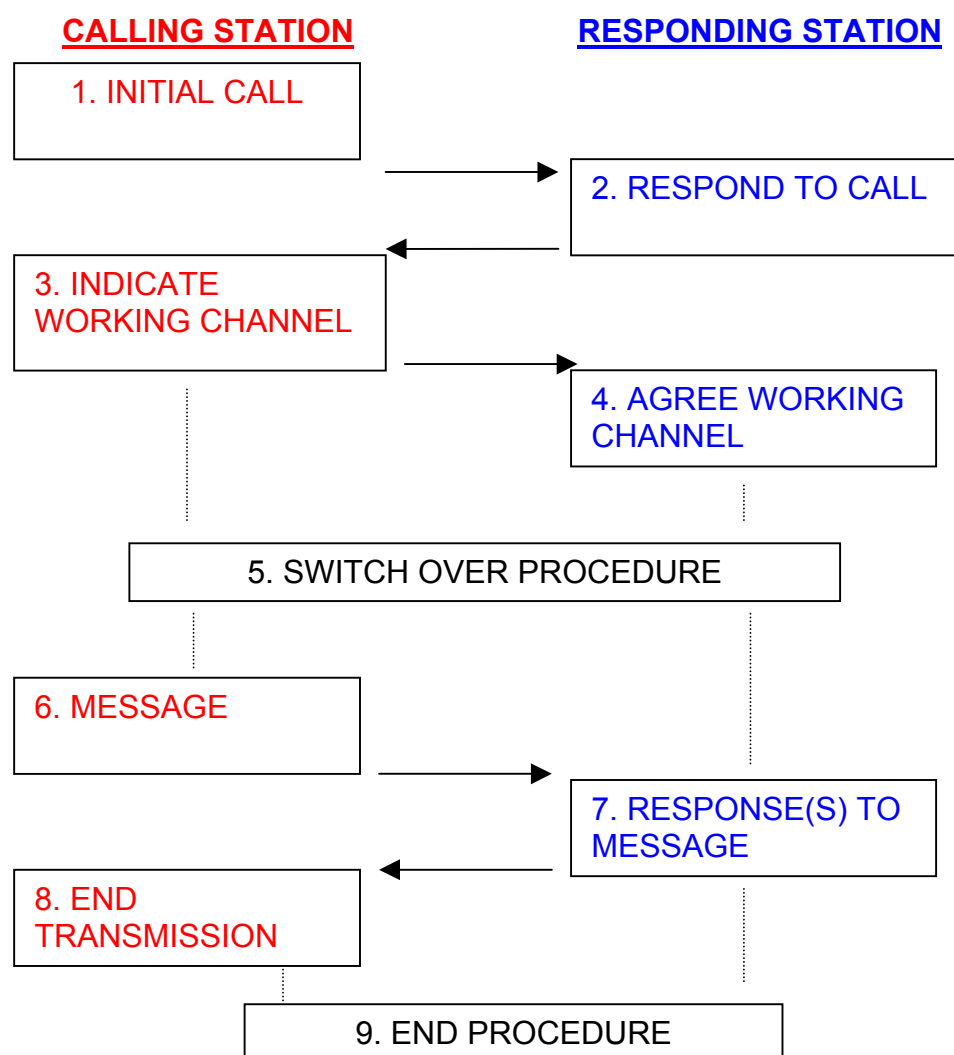 CALLING STATION
RESPONDING STATION
1. INITIAL CALL
2. RESPOND TO CALL
3. INDICATE
WORKING CHANNEL
4. AGREE WORKING
CHANNEL
5. SWITCH OVER PROCEDURE
6. MESSAGE
7. RESPONSE(S) TO
MESSAGE
8. END
TRANSMISSION
9. END PROCEDURE